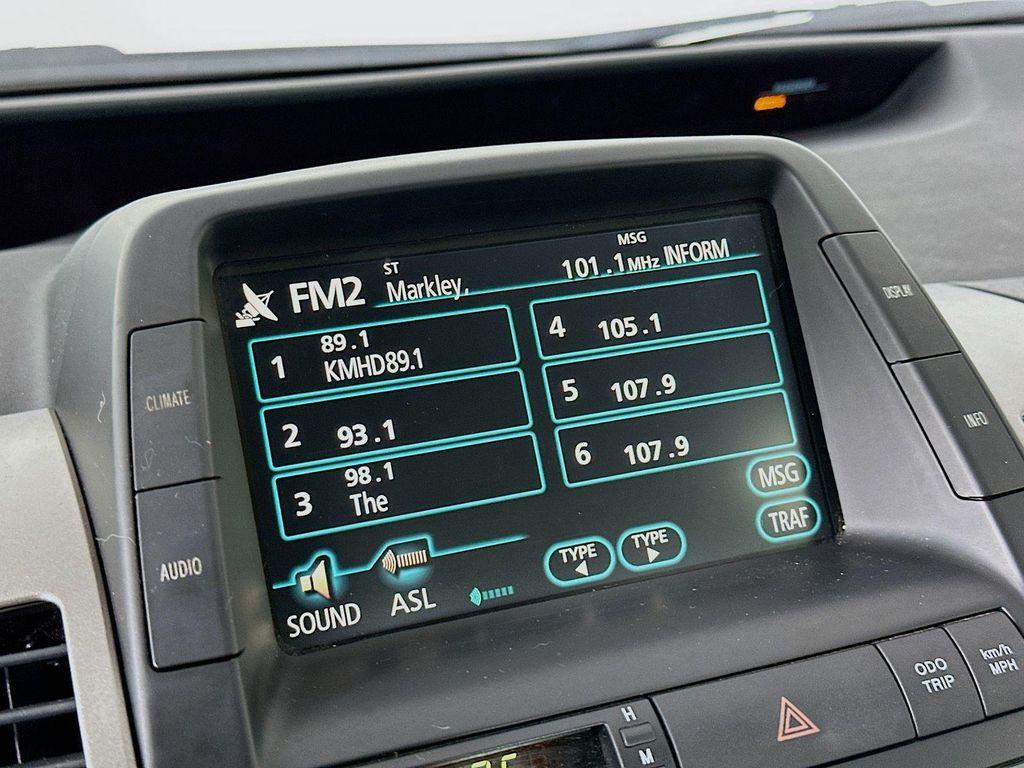 ST
MSG
FM2 Markley, 101.1 MHz INFORM
1 89.1
KMHD89.1
2 93.1
3 98.1
The
4 105.1
5 107.9
6 107.9
MSG
TRAF
TYPE
TYPE
SOUND
ASL
CLIMATE
AUDIO
DISPLAY
INFO
ODO
TRIP
km/h
MPH
H
M